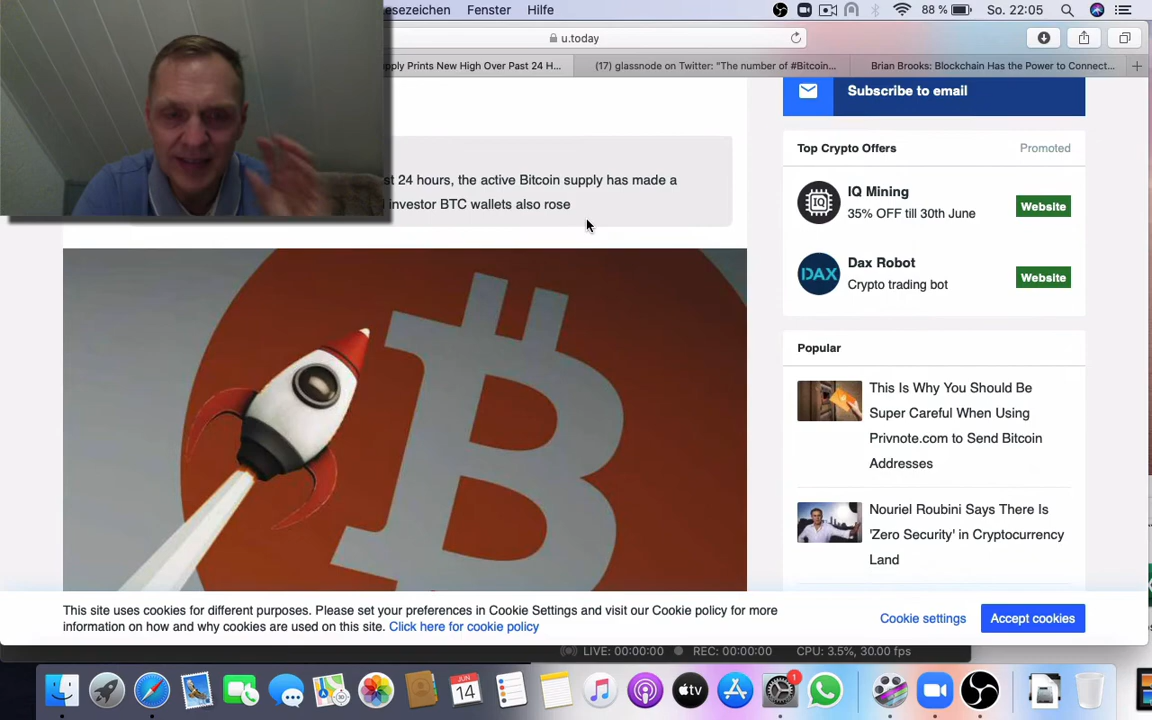 esezeichen Fenster Hilfe 88 % So. 22:05
u.today
pply Prints New High Over Past 24 H...
(17) glassnode on Twitter: "The number of #Bitcoin...
Brian Brooks: Blockchain Has the Power to Connect...
st 24 hours, the active Bitcoin supply has made a
investor BTC wallets also rose
Subscribe to email
Top Crypto Offers Promoted
IQ
IQ Mining
35% OFF till 30th June
Website
DAX
Dax Robot
Crypto trading bot
Website
Popular
This Is Why You Should Be
Super Careful When Using
Privnote.com to Send Bitcoin
Addresses
Nouriel Roubini Says There Is
'Zero Security' in Cryptocurrency
Land
This site uses cookies for different purposes. Please set your preferences in Cookie Settings and visit our Cookie policy for more
information on how and why cookies are used on this site. Click here for cookie policy
Cookie settings
Accept cookies
LIVE: 00:00:00 REC: 00:00:00 CPU: 3.5%, 30.00 fps
JUN
14
tv
1